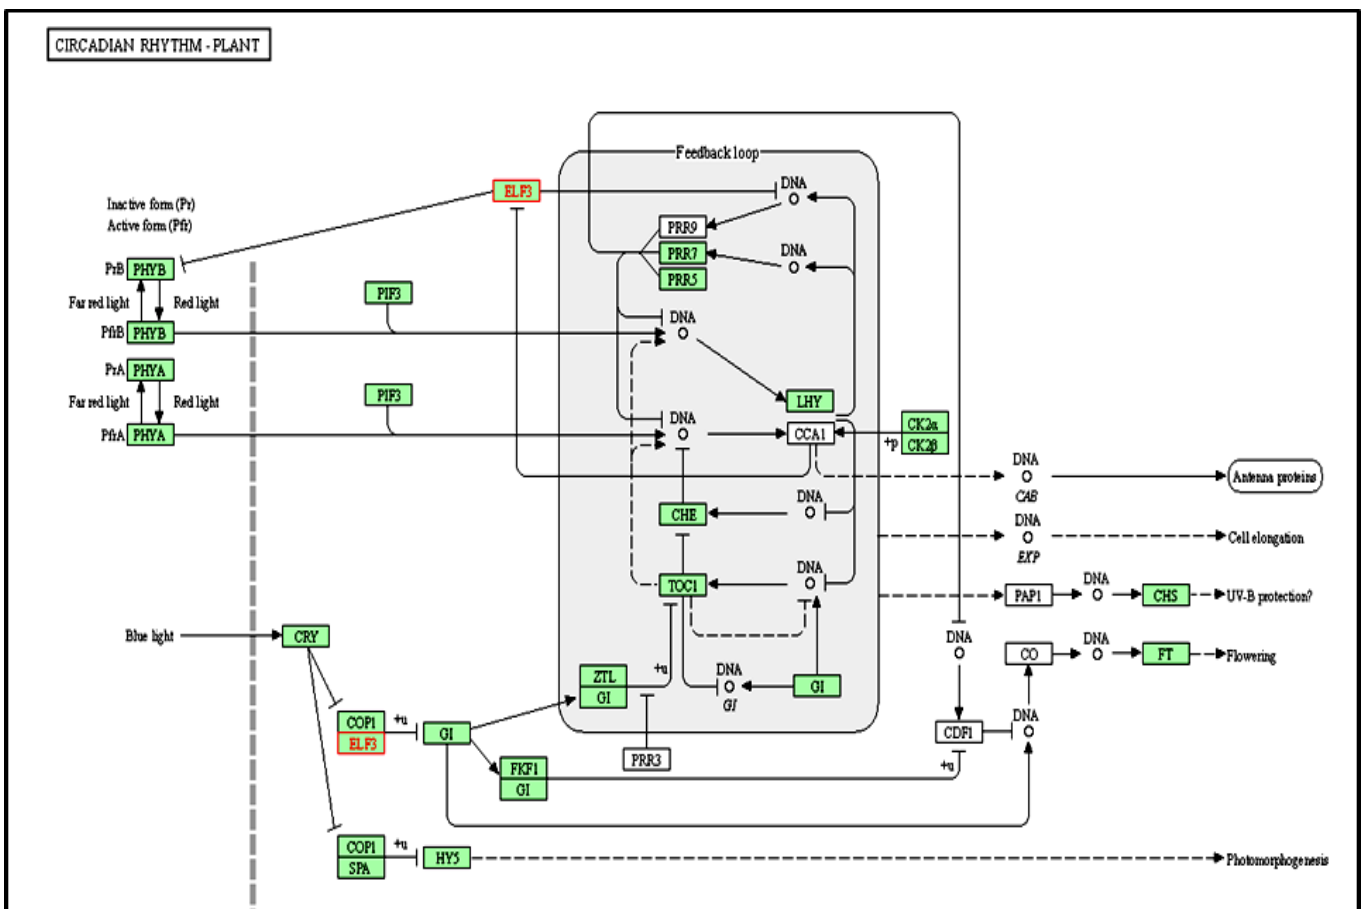 CIRCADIAN RHYTHM - PLANT
Feedback loop
ELF3
DNA
Inactive form (Pr)
Active form (Pfr)
PRR9
PRR7
DNA
PRR5
PrB PHYB
Far red light Red light
PIF3
PfrB PHYB
DNA
PrA PHYA
Far red light Red light
PIF3
LHY
PfrA PHYA
DNA
CCA1
CK2α
+p CK2β
DNA
CAB
Antenna proteins
CHE
DNA
DNA
EXP
Cell elongation
TOC1
DNA
PAP1
DNA
CHS
UV-B protection?
Blue light
CRY
DNA
CO
DNA
FT
Flowering
ZTL
GI
+u
DNA
GI
GI
COP1
ELF3
+u
GI
CDF1
DNA
PRR3
FKF1
GI
+u
COP1
SPA
+u
HY5
Photomorphogenesis